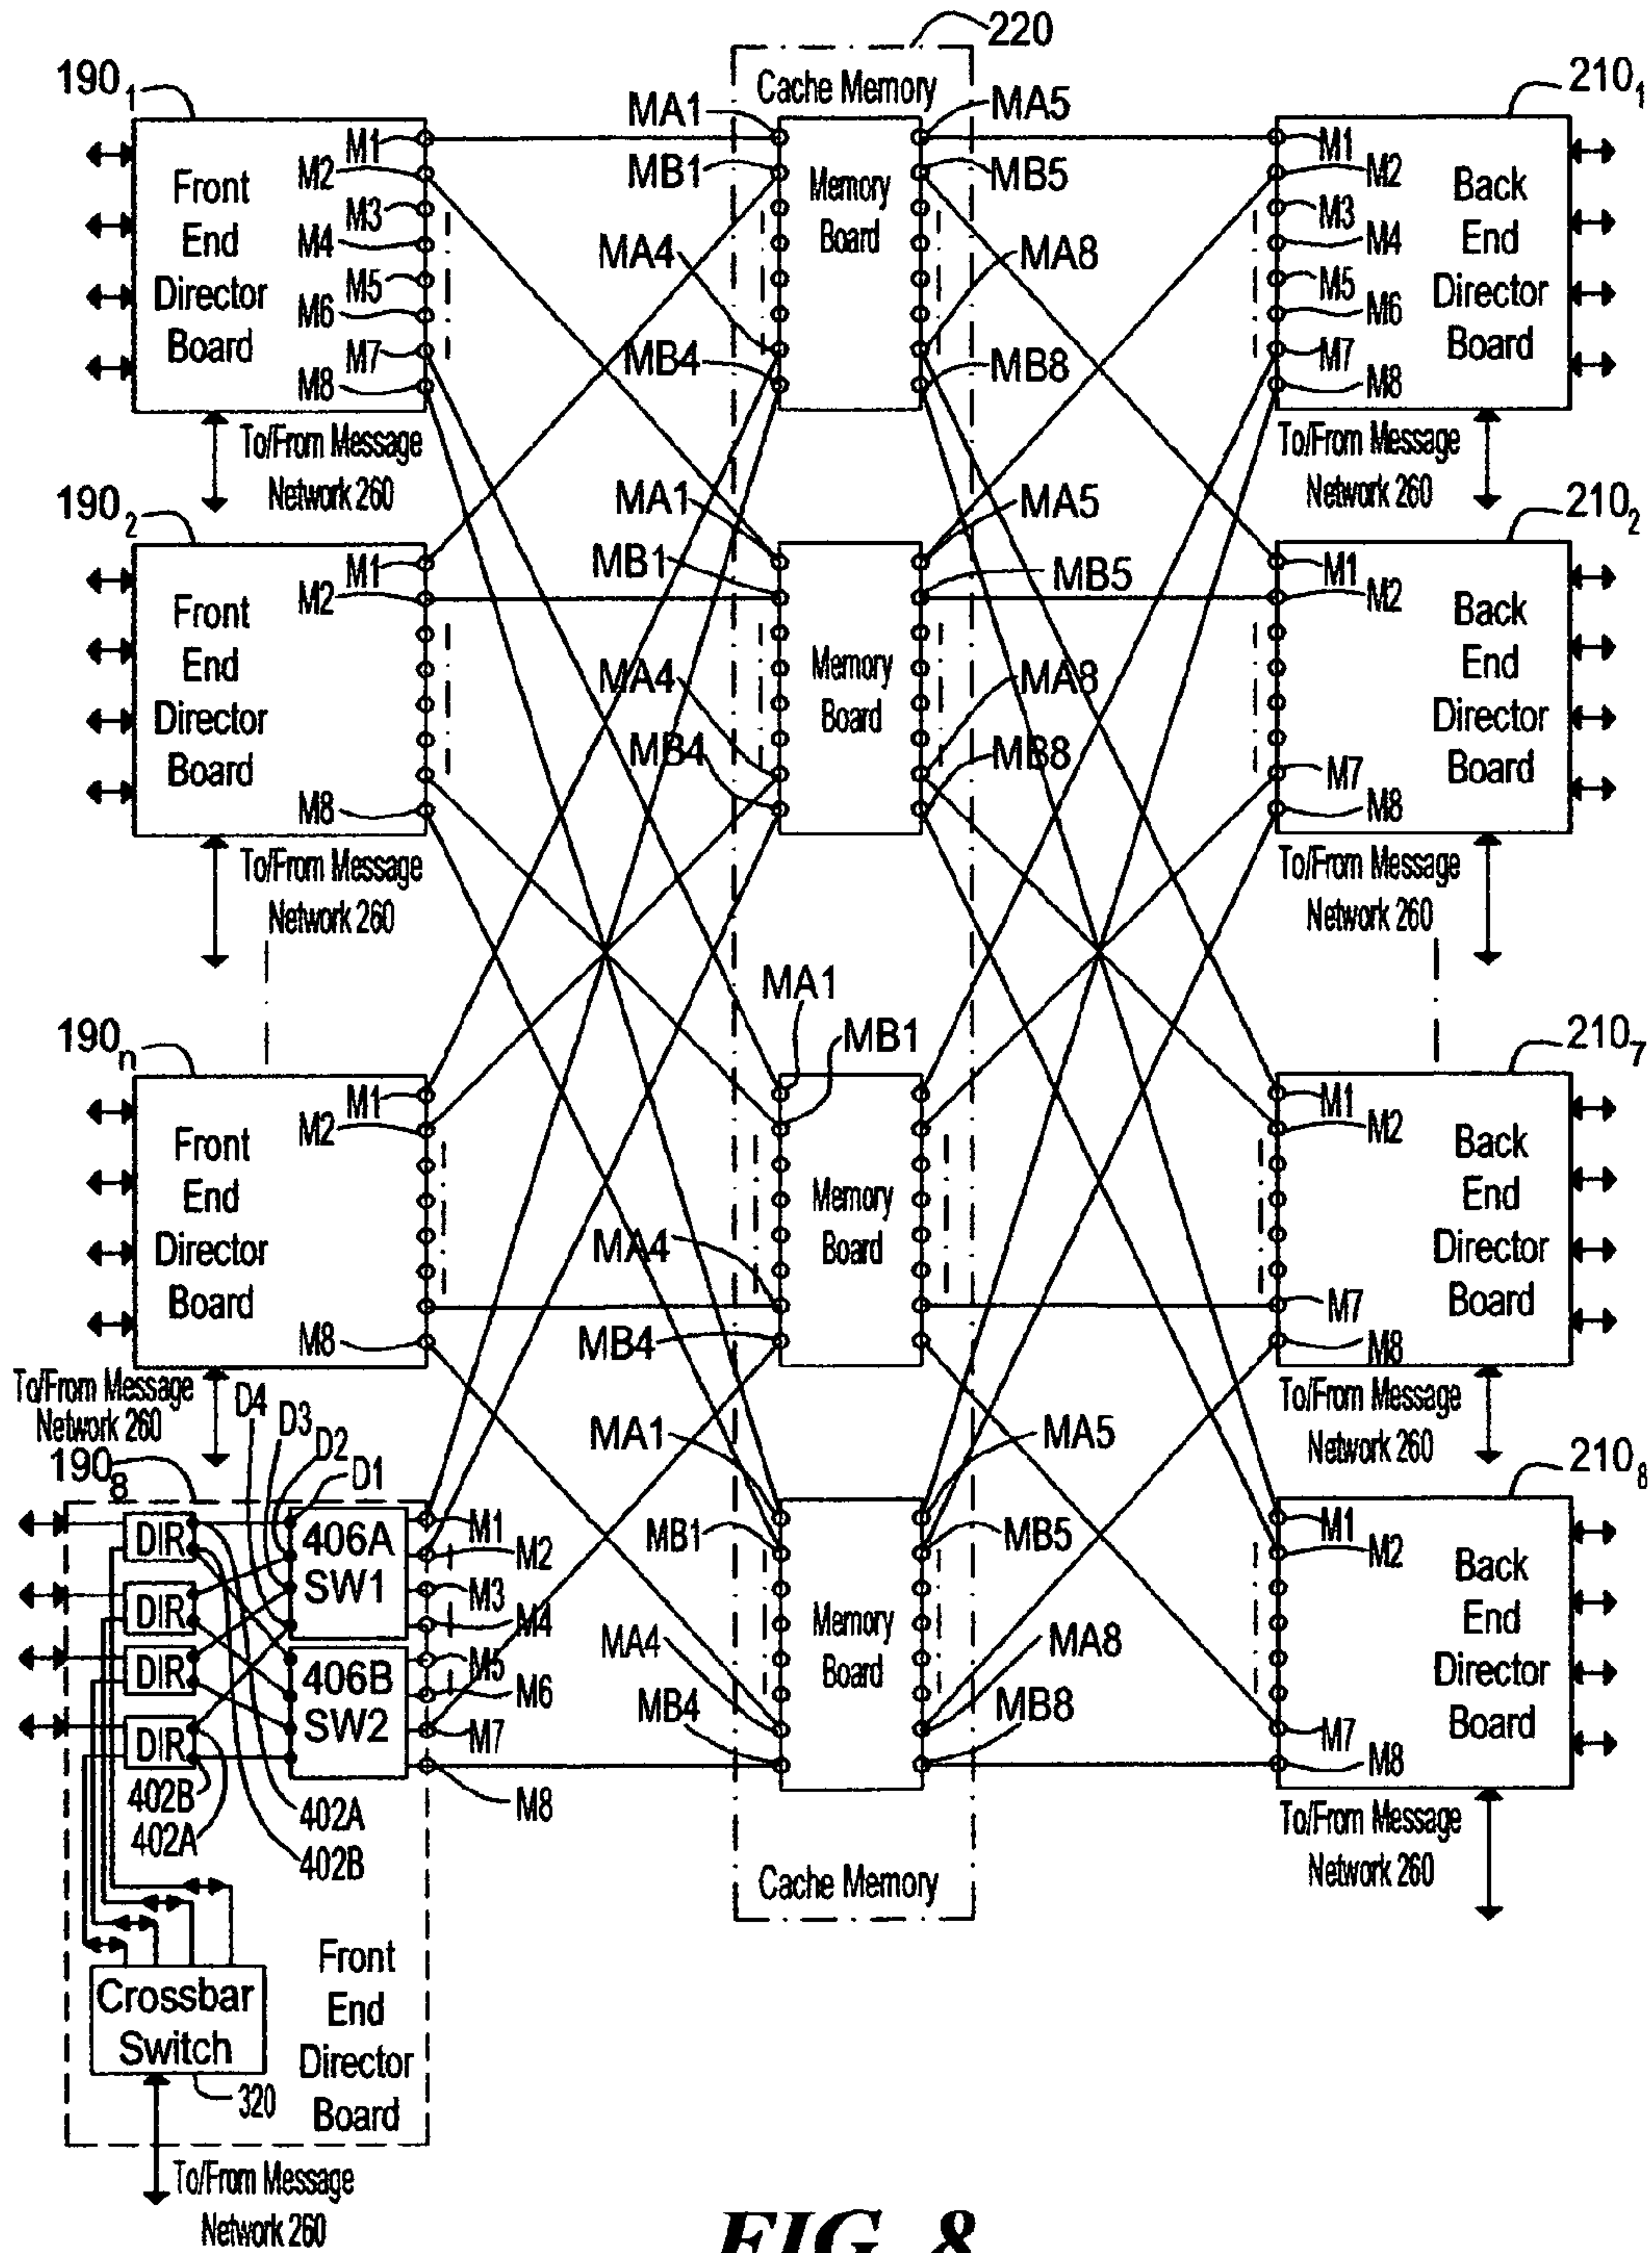 220
190 1
Cache Memory
210 1
MA1
MA5
M1
M1
Front
End
Director
Board
M2
MB1
Memory
Board
MB5
M2
Back
End
Director
Board
M3
M3
M4
MA4
MA8
M4
M5
M5
M6
M6
M7
MB4
MB8
M7
M8
M8
To/From Message
Network 260
To/From Message
Network 260
190 2
MA1
MA5
210 2
M1
MB1
MB5
M1
M2
M2
Front
End
Director
Board
Memory
Board
Back
End
Director
Board
MA4
MA8
MB4
MB8
M7
M8
M8
To/From Message
Network 260
To/From Message
Network 260
MA1
190 n
MB1
210 7
M1
M1
M2
M2
Front
End
Director
Board
Memory
Board
Back
End
Director
Board
MA4
M7
M8
MB4
M8
To/From Message
Network 260
To/From Message
Network 260
D4
D3
D2
D1
190 8
MA1
MA5
210 8
DIR
406A
SW1
M1
MB1
MB5
M1
M2
M2
DIR
M3
M4
Memory
Board
Back
End
Director
Board
DIR
406B
SW2
M5
MA4
MA8
M6
DIR
M7
MB4
MB8
M7
M8
M8
402B
402A
402A
402B
To/From Message
Network 260
Cache Memory
Crossbar
Switch
Front
End
Director
Board
320
To/From Message
Network 260
FIG. 8